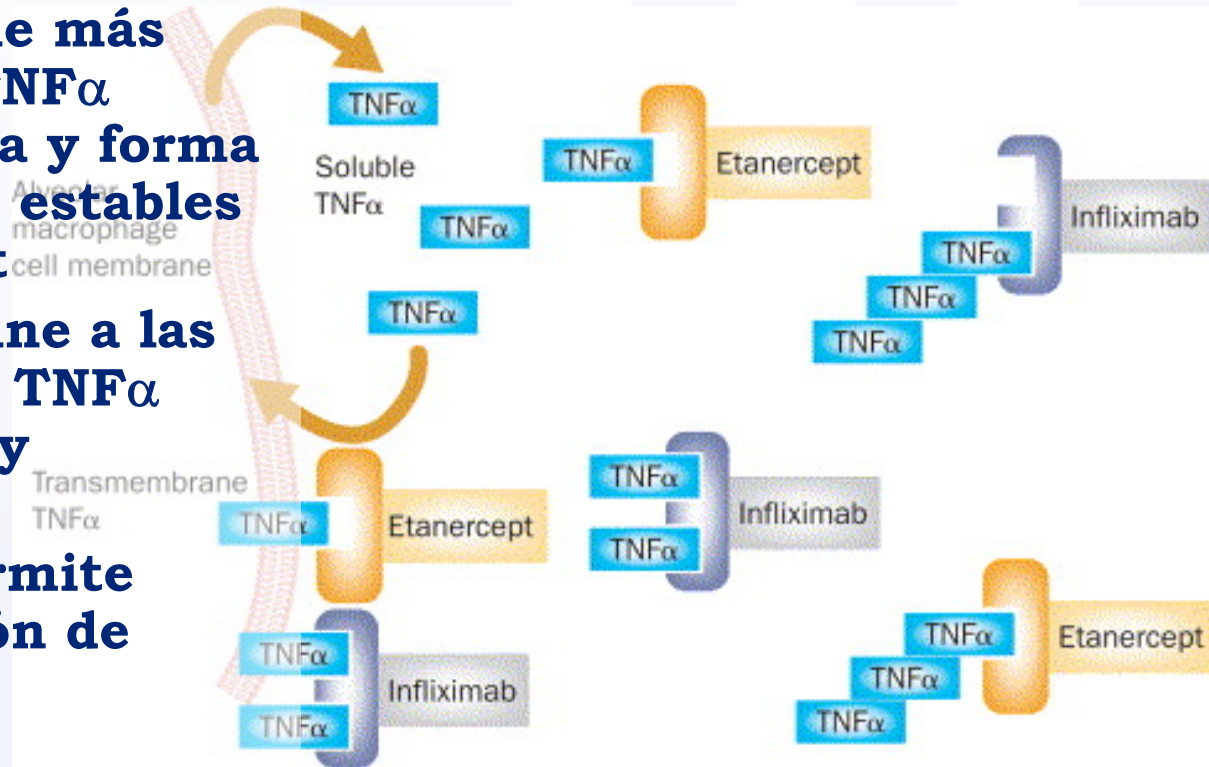 e más
NFα
a y forma
estables
t
ne a las
TNFα
y
rmite
ón de
Alveolar
macrophage
cell membrane
TNFα
Soluble
TNFα
TNFα
TNFα
TNFα
Etanercept
TNFα
TNFα
TNFα
Infliximab
Transmembrane
TNFα
TNFα
Etanercept
TNFα
TNFα
Infliximab
TNFα
TNFα
Infliximab
TNFα
TNFα
TNFα
Etanercept